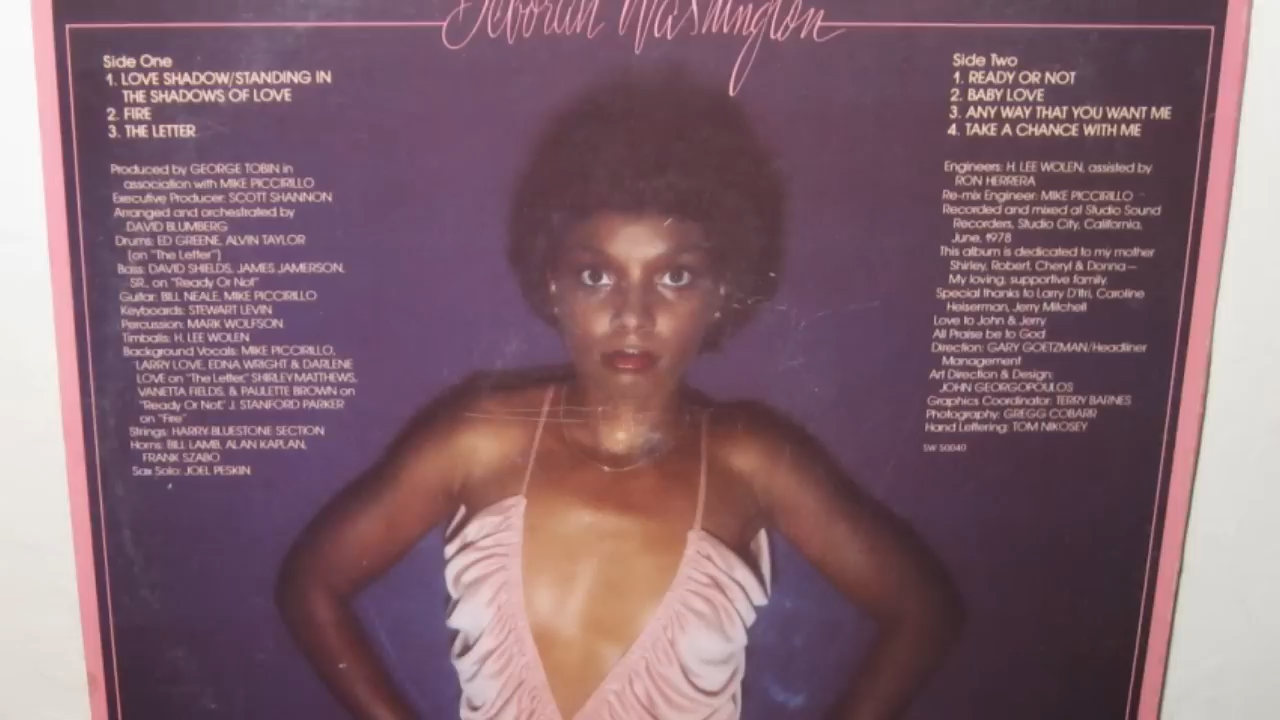 Deborah Washington
Side One
1. LOVE SHADOW/STANDING IN
THE SHADOWS OF LOVE
2. FIRE
3. THE LETTER
Produced by GEORGE TOBIN in
association with MIKE PICCIRILLO
Executive Producer: SCOTT SHANNON
Arranged and orchestrated by
DAVID BLUMBERG
Drums: ED GREENE, ALVIN TAYLOR
(on "The Letter")
Bass: DAVID SHIELDS, JAMES JAMERSON,
SR., on "Ready Or Not"
Guitar: BILL NEALE, MIKE PICCIRILLO
Keyboards: STEWART LEVIN
Percussion: MARK WOLFSON
Timbalis: H. LEE WOLEN
Background Vocals: MIKE PICCIRILLO,
LARRY LOVE, EDNA WRIGHT & DARLENE
LOVE on "The Letter," SHIRLEY MATTHEWS,
VANETTA FIELDS, & PAULETTE BROWN on
"Ready Or Not," J. STANFORD PARKER
on "Fire"
Strings: HARRY BLUESTONE SECTION
Horns: BILL LAMB, ALAN KAPLAN,
FRANK SZABO
Sax Solo: JOEL PESKIN
Side Two
1. READY OR NOT
2. BABY LOVE
3. ANY WAY THAT YOU WANT ME
4. TAKE A CHANCE WITH ME
Engineers: H. LEE WOLEN, assisted by
RON HERRERA
Re-mix Engineer: MIKE PICCIRILLO
Recorded and mixed at Studio Sound
Recorders, Studio City, California,
June, 1978
This album is dedicated to my mother
Shirley, Robert, Cheryl & Donna—
My loving, supportive family.
Special thanks to Larry D'Itri, Caroline
Heiserman, Jerry Mitchell
Love to John & Jerry
All Praise be to God
Direction: GARY GOETZMAN/Headliner
Management
Art Direction & Design:
JOHN GEORGOPOULOS
Graphics Coordinator: TERRY BARNES
Photography: GREGG COBARR
Hand Lettering: TOM NIKOSEY
SW 50040